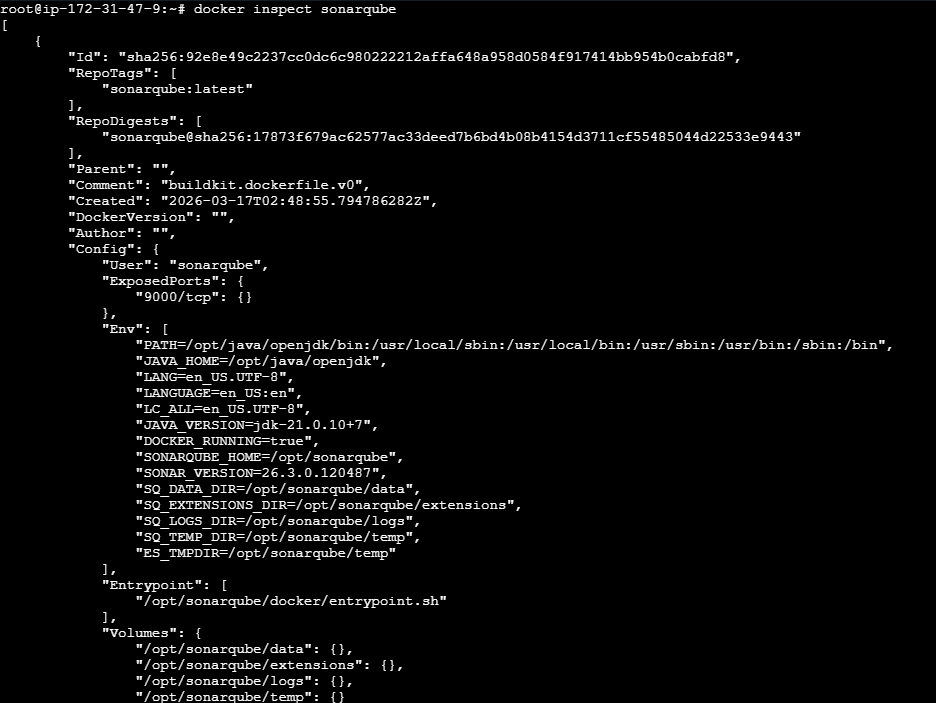 root@ip-172-31-47-9:~# docker inspect sonarqube
[
    {
        "Id": "sha256:92e8e49c2237cc0dc6c980222212affa648a958d0584f917414bb954b0cabfd8",
        "RepoTags": [
            "sonarqube:latest"
        ],
        "RepoDigests": [
            "sonarqube@sha256:17873f679ac62577ac33deed7b6bd4b08b4154d3711cf55485044d22533e9443"
        ],
        "Parent": "",
        "Comment": "buildkit.dockerfile.v0",
        "Created": "2026-03-17T02:48:55.794786282Z",
        "DockerVersion": "",
        "Author": "",
        "Config": {
            "User": "sonarqube",
            "ExposedPorts": {
                "9000/tcp": {}
            },
            "Env": [
                "PATH=/opt/java/openjdk/bin:/usr/local/sbin:/usr/local/bin:/usr/sbin:/usr/bin:/sbin:/bin",
                "JAVA_HOME=/opt/java/openjdk",
                "LANG=en_US.UTF-8",
                "LANGUAGE=en_US:en",
                "LC_ALL=en_US.UTF-8",
                "JAVA_VERSION=jdk-21.0.10+7",
                "DOCKER_RUNNING=true",
                "SONARQUBE_HOME=/opt/sonarqube",
                "SONAR_VERSION=26.3.0.120487",
                "SQ_DATA_DIR=/opt/sonarqube/data",
                "SQ_EXTENSIONS_DIR=/opt/sonarqube/extensions",
                "SQ_LOGS_DIR=/opt/sonarqube/logs",
                "SQ_TEMP_DIR=/opt/sonarqube/temp",
                "ES_TMPDIR=/opt/sonarqube/temp"
            ],
            "Entrypoint": [
                "/opt/sonarqube/docker/entrypoint.sh"
            ],
            "Volumes": {
                "/opt/sonarqube/data": {},
                "/opt/sonarqube/extensions": {},
                "/opt/sonarqube/logs": {},
                "/opt/sonarqube/temp": {}